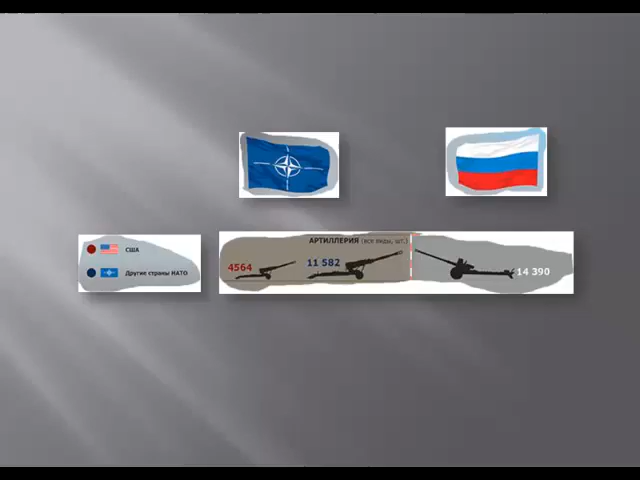 США
Другие страны НАТО
АРТИЛЛЕРИЯ (все виды, шт.)
4564
11 582
14 390